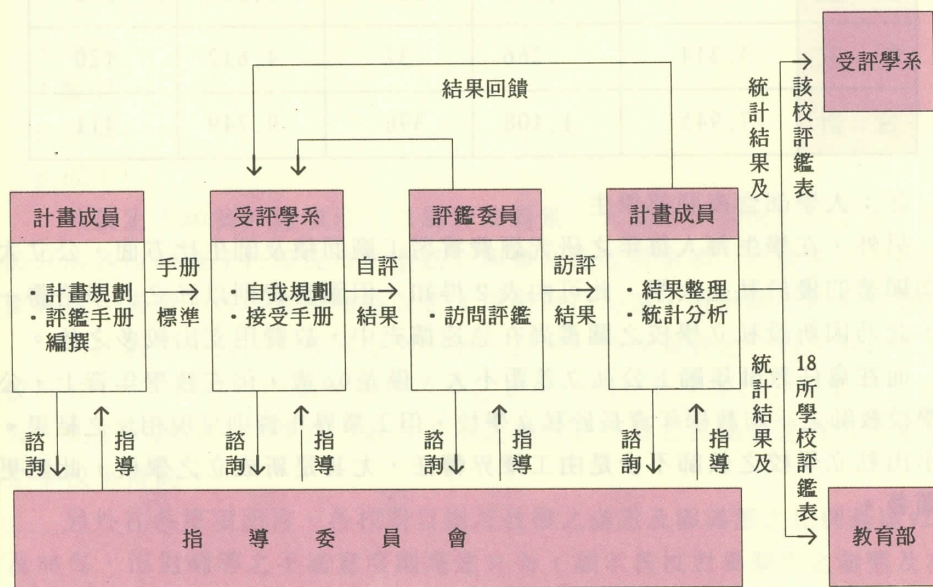 受評學系
結果回饋
統計結果及
該校評鑑表
計畫成員
受評學系
評鑑委員
計畫成員
・計畫規劃
・評鑑手册
編撰
手册
標準
・自我規劃
・接受手册
自評
結果
・訪問評鑑
訪評
結果
・結果整理
・統計分析
諮詢
指導
諮詢
指導
諮詢
指導
諮詢
指導
統計結果及
18所學校評鑑表
指導委員會
教育部